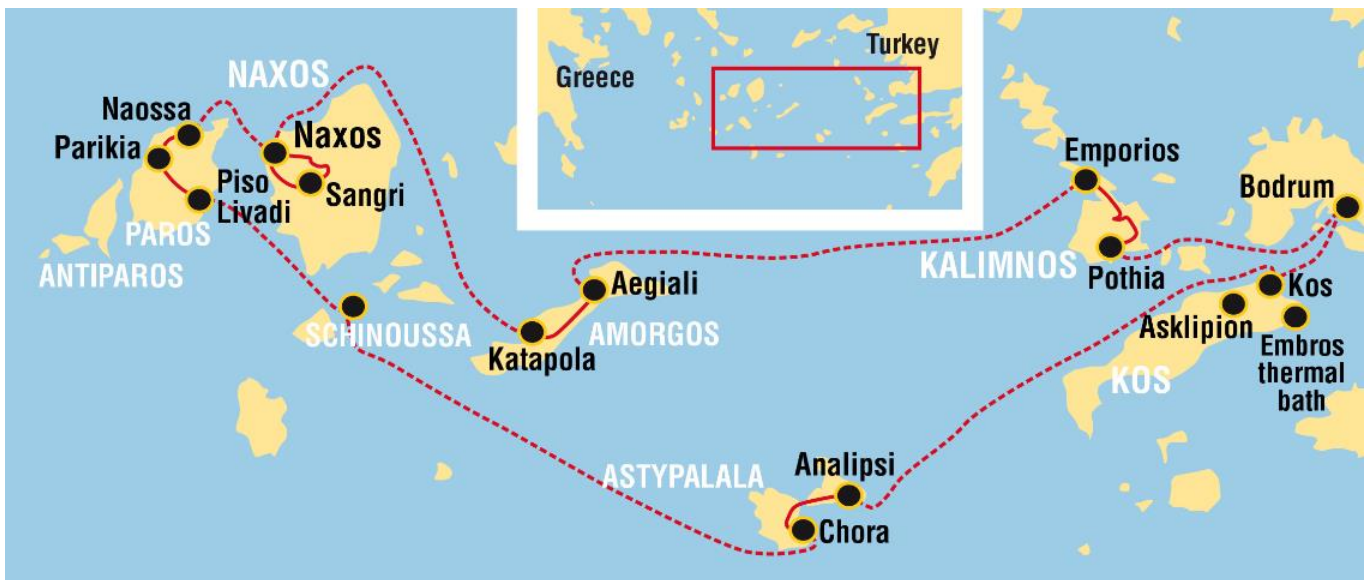 Greece
Turkey
NAXOS
Naossa
Parikia
Naxos
Sangri
Piso
Livadi
PAROS
ANTIPAROS
SCHINOUSSA
Aegiali
Katapola
AMORGOS
Emporios
Bodrum
KALIMNOS
Pothia
Kos
Asklipion
Embros
thermal
bath
KOS
ASTYPALALA
Analipsi
Chora